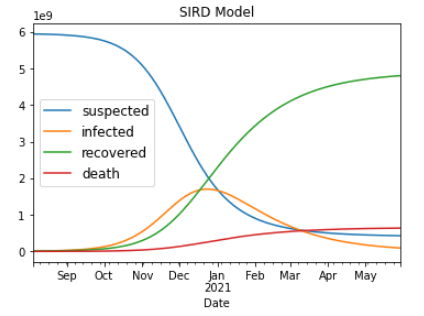 SIRD Model
1e9
6
5
4
3
2
1
0
suspected
infected
recovered
death
Sep Oct Nov Dec Jan Feb Mar Apr May
2021
Date